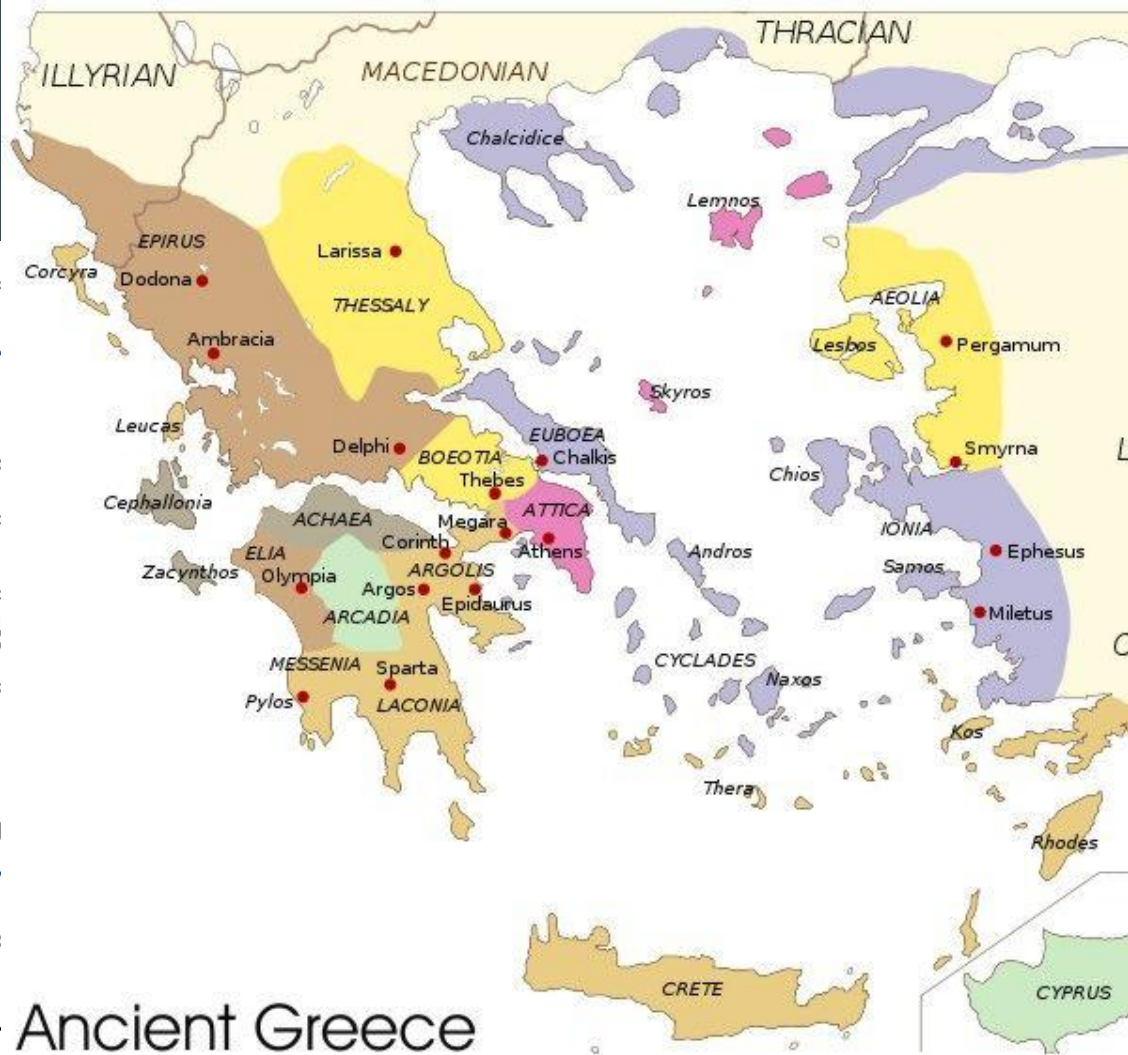 THRACIAN
ILLYRIAN
MACEDONIAN
Chalcidice
Lemnos
EPIRUS
Larissa
Corcyra
Dodona
THESSALY
AEOLIA
Ambracia
Lesbos
Pergamum
Skyros
Leucas
EUBOEA
Delphi
BOEOTIA
Chalkis
Smyrna
Chios
Thebes
Cephallonia
ATTICA
ACHAEA
Megara
IONIA
Corinth
Athens
Andros
Ephesus
ELIA
Zacynthos
Olympia
ARGOLIS
Samos
Argos
Epidaurus
Miletus
ARCADIA
CYCLADES
MESSENIA
Sparta
Naxos
Pylos
LACONIA
Kos
Thera
Rhodes
CRETE
CYPRUS
Ancient Greece